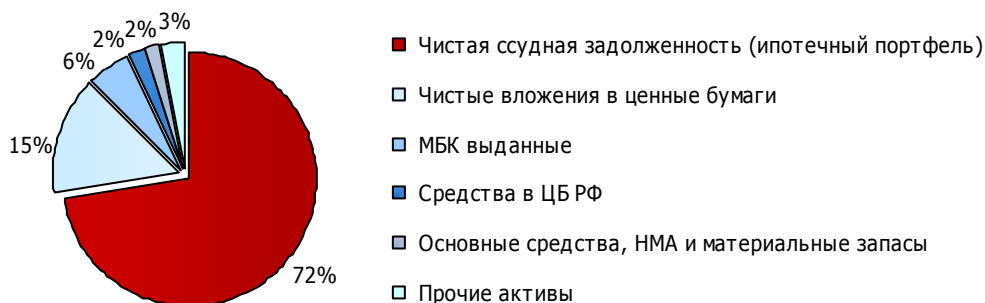 2% 2% 3%
6%
15%
72%
Чистая ссудная задолженность (ипотечный портфель)
Чистые вложения в ценные бумаги
МБК выданные
Средства в ЦБ РФ
Основные средства, НМА и материальные запасы
Прочие активы